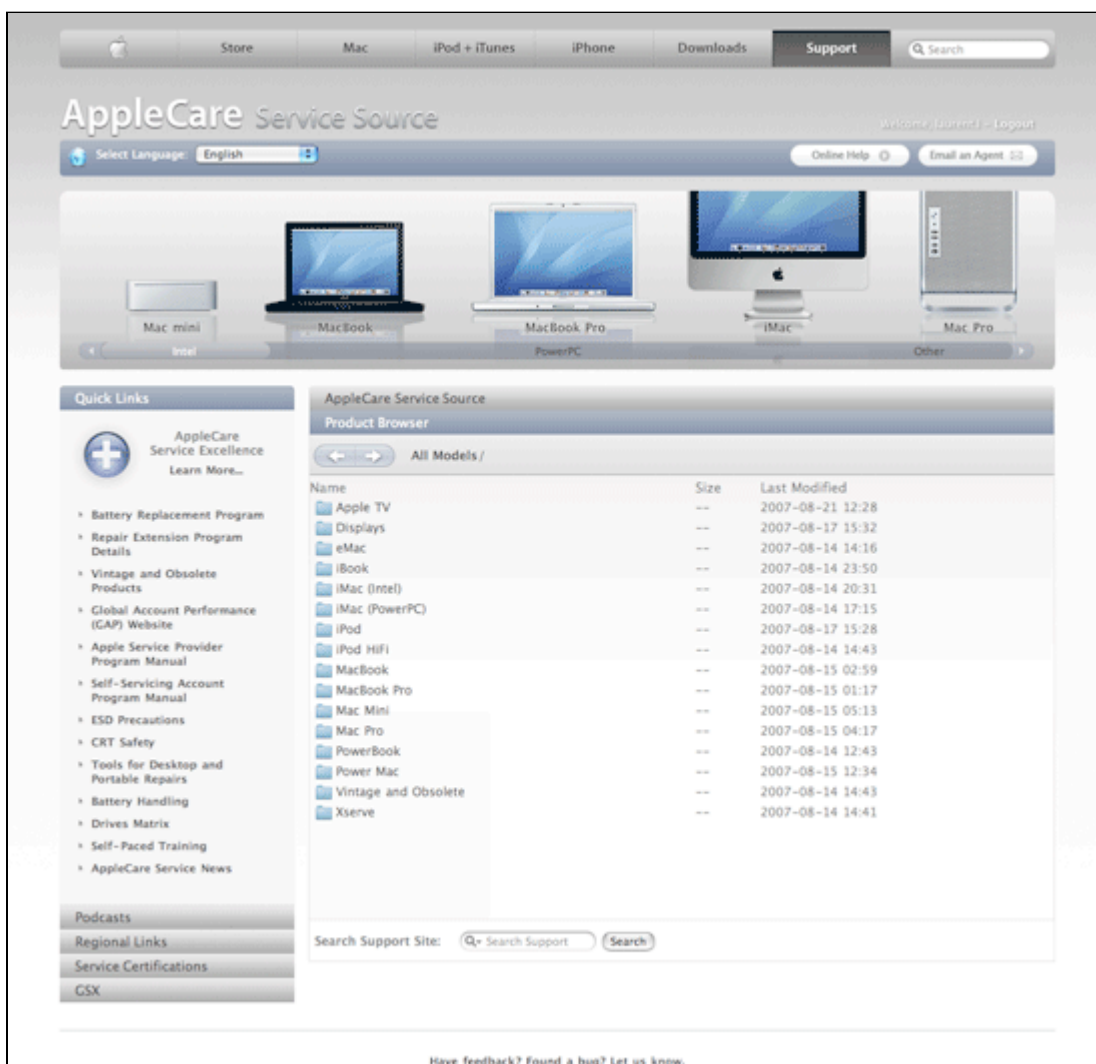 Store Mac iPod + iTunes iPhone Downloads Support Search
AppleCare Service Source
Welcome, - Logout
Select Language: English Online Help Email an Agent
Mac mini MacBook MacBook Pro iMac Mac Pro
Intel PowerPC Other
Quick Links
AppleCare
Service Excellence
Learn More...
Battery Replacement Program
Repair Extension Program
Details
Vintage and Obsolete
Products
Global Account Performance
(GAP) Website
Apple Service Provider
Program Manual
Self-Servicing Account
Program Manual
ESD Precautions
CRT Safety
Tools for Desktop and
Portable Repairs
Battery Handling
Drives Matrix
Self-Paced Training
AppleCare Service News
Podcasts
Regional Links
Service Certifications
GSX
AppleCare Service Source
Product Browser
All Models /
Name Size Last Modified
Apple TV -- 2007-08-21 12:28
Displays -- 2007-08-17 15:32
eMac -- 2007-08-14 14:16
iBook -- 2007-08-14 23:50
iMac (Intel) -- 2007-08-14 20:31
iMac (PowerPC) -- 2007-08-14 17:15
iPod -- 2007-08-17 15:28
iPod HiFi -- 2007-08-14 14:43
MacBook -- 2007-08-15 02:59
MacBook Pro -- 2007-08-15 01:17
Mac Mini -- 2007-08-15 05:13
Mac Pro -- 2007-08-15 04:17
PowerBook -- 2007-08-14 12:43
Power Mac -- 2007-08-15 12:34
Vintage and Obsolete -- 2007-08-14 14:43
Xserve -- 2007-08-14 14:41
Search Support Site: Search Support Search
Have feedback? Found a bug? Let us know.